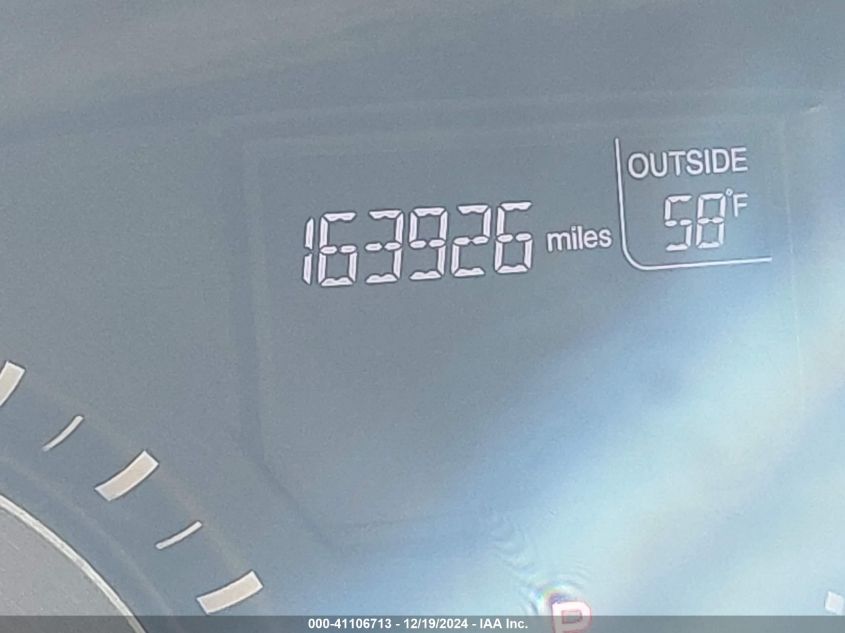 OUTSIDE
163926 miles 58°F
P
000-41106713 - 12/19/2024 - IAA Inc.